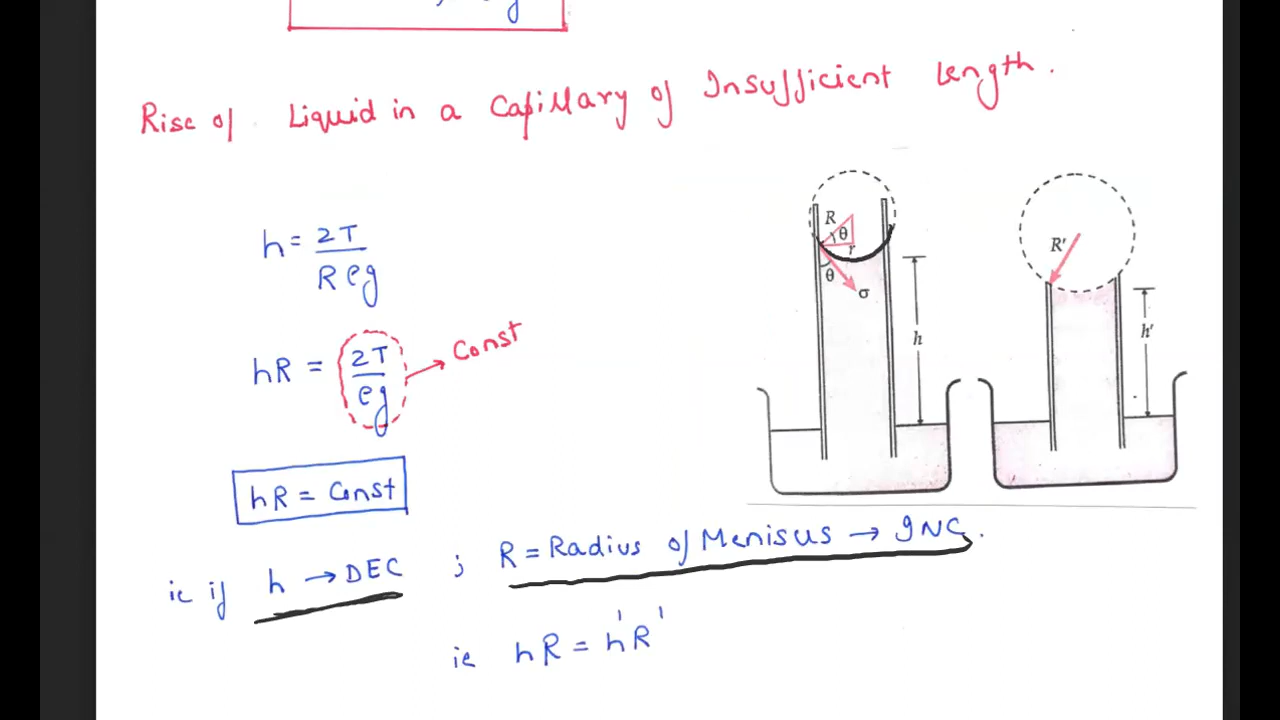 g
Rise of Liquid in a Capillary of Insufficient Length.
h = 2T / Rρg
hR = 2T / ρg → Const
hR = Const
ie if h → DEC ; R = Radius of Menisus → INC.
ie hR = h'R'
R θ r θ σ h
R' h'